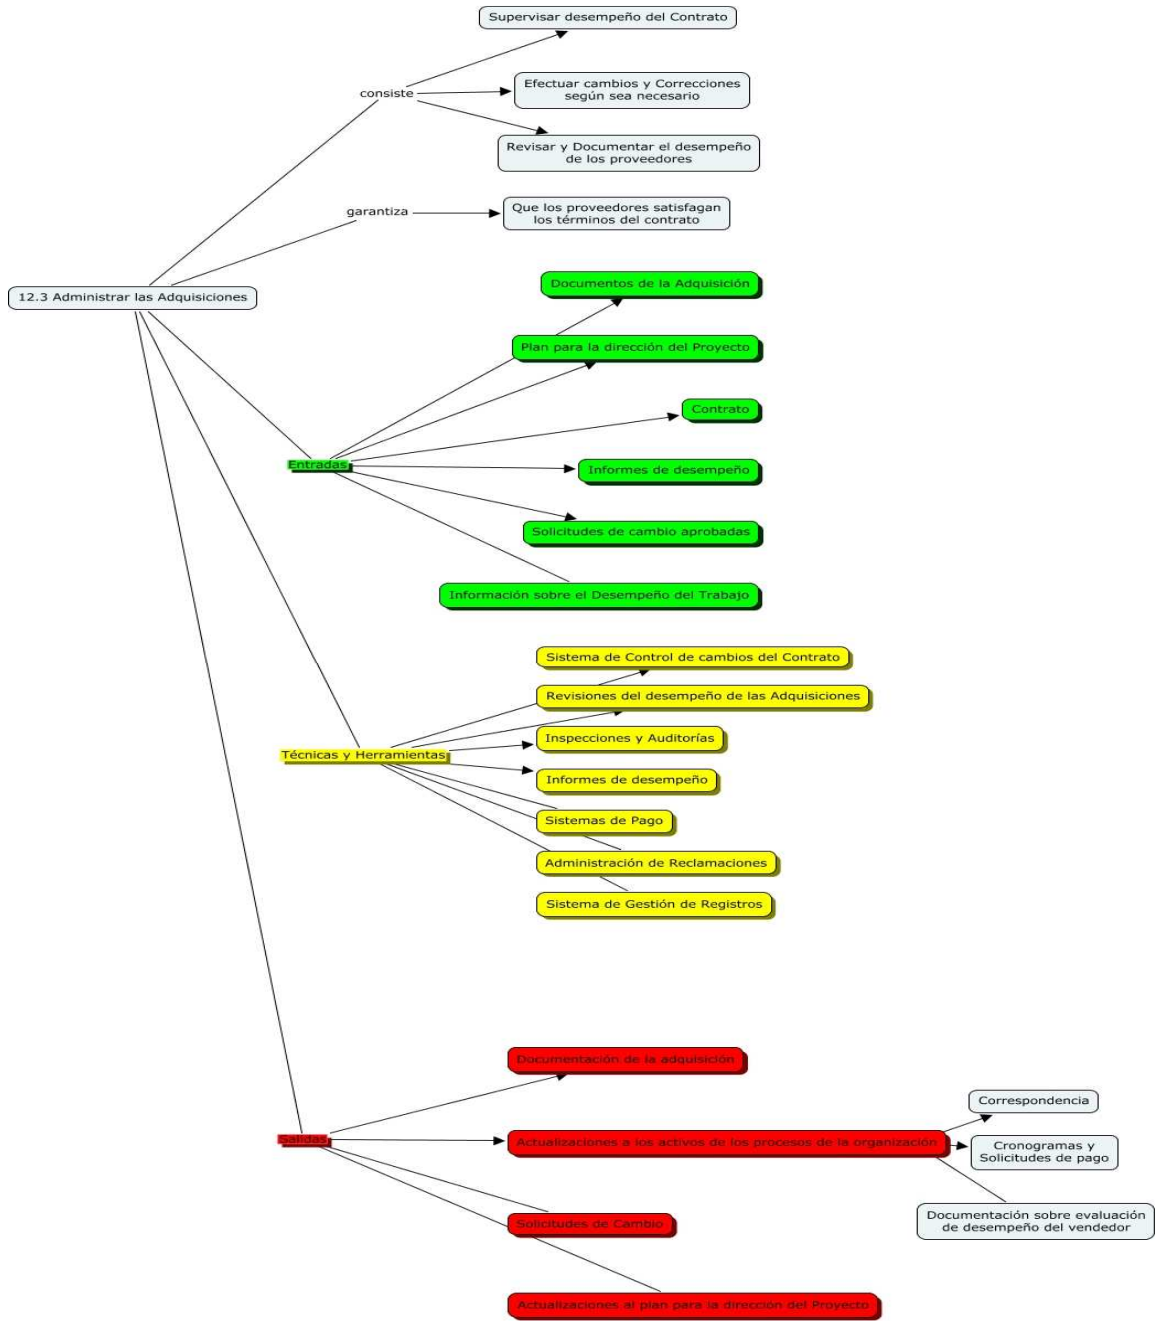 Supervisar desempeño del Contrato
consiste
Efectuar cambios y Correcciones
según sea necesario
Revisar y Documentar el desempeño
de los proveedores
garantiza
Que los proveedores satisfagan
los términos del contrato
12.3 Administrar las Adquisiciones
Documentos de la Adquisición
Plan para la dirección del Proyecto
Contrato
Entradas
Informes de desempeño
Solicitudes de cambio aprobadas
Información sobre el Desempeño del Trabajo
Sistema de Control de cambios del Contrato
Revisiones del desempeño de las Adquisiciones
Inspecciones y Auditorías
Técnicas y Herramientas
Informes de desempeño
Sistemas de Pago
Administración de Reclamaciones
Sistema de Gestión de Registros
Documentación de la adquisición
Salidas
Actualizaciones a los activos de los procesos de la organización
Correspondencia
Cronogramas y
Solicitudes de pago
Documentación sobre evaluación
de desempeño del vendedor
Solicitudes de Cambio
Actualizaciones al plan para la dirección del Proyecto